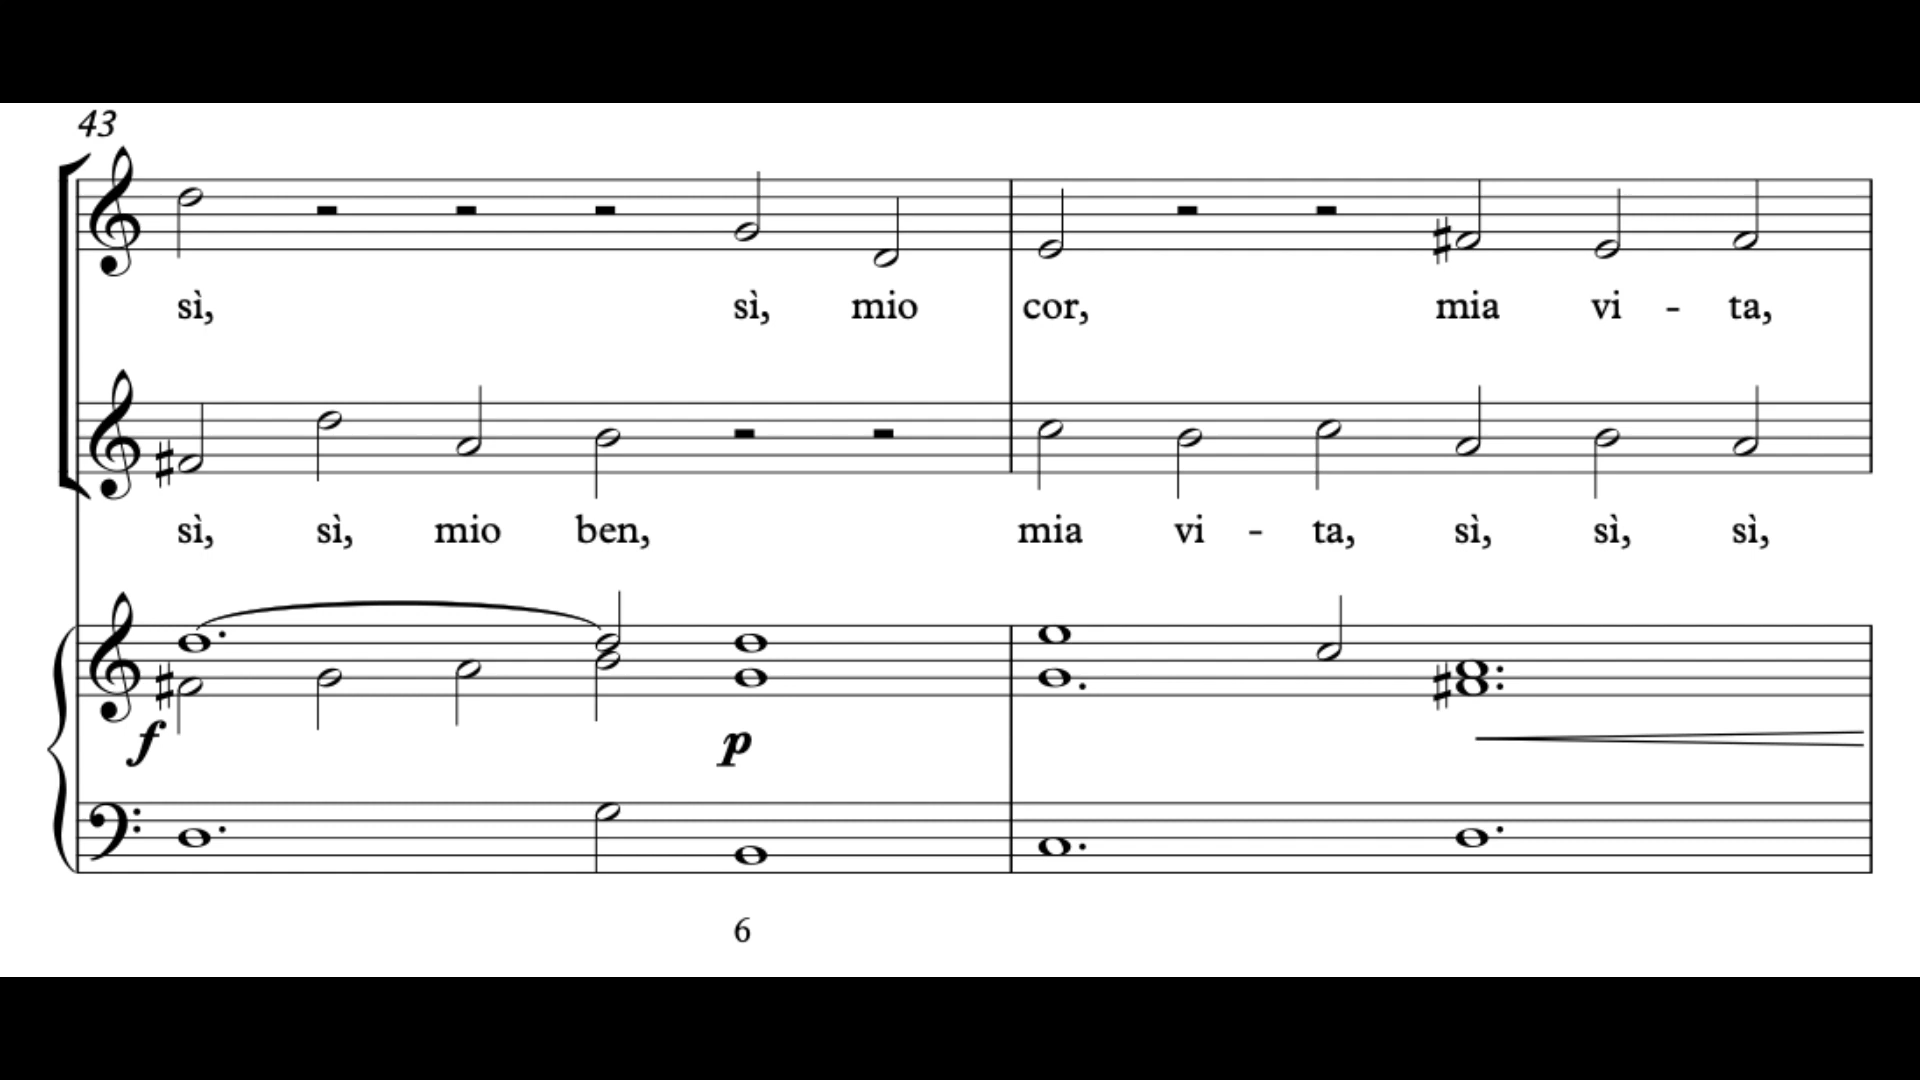 43
sì, sì, mio cor, mia vi - ta,
sì, sì, mio ben, mia vi - ta, sì, sì, sì,
f p
6